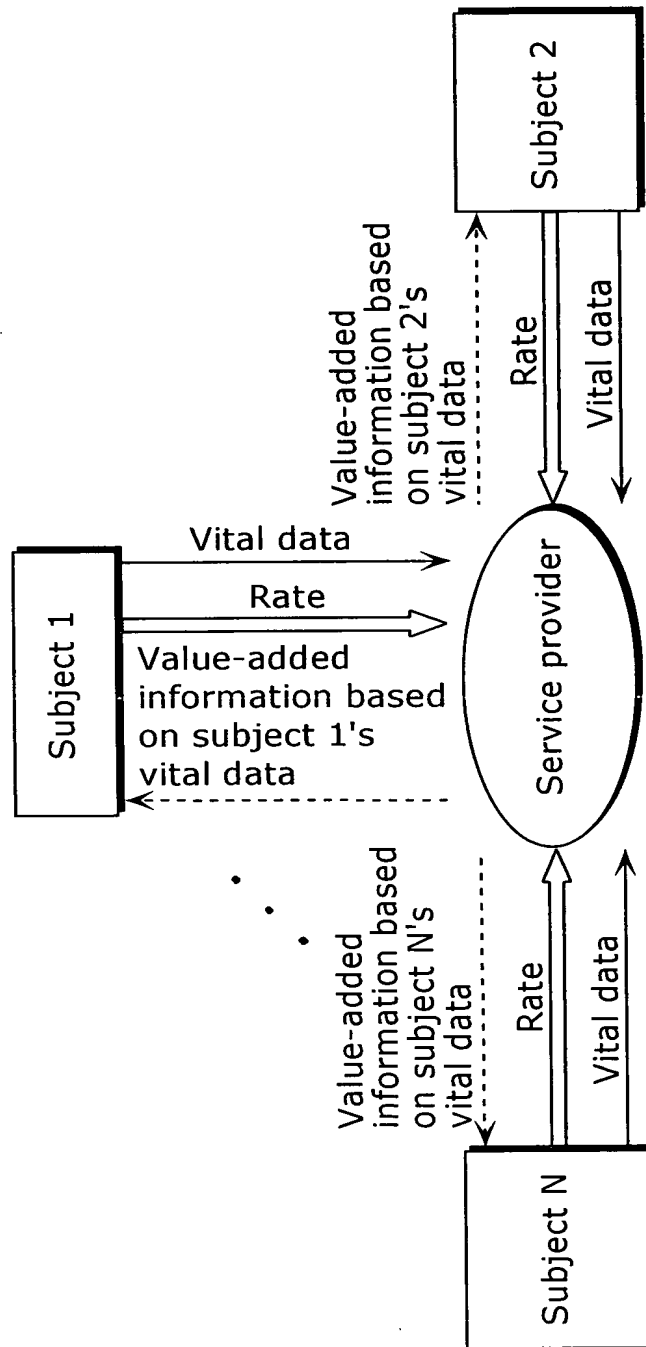 Subject 1
Vital data
Rate
Value-added
information based
on subject 1's
vital data
Value-added
information based
on subject 2's
vital data
Rate
Vital data
Subject 2
Service provider
Value-added
information based
on subject N's
vital data
Rate
Vital data
Subject N